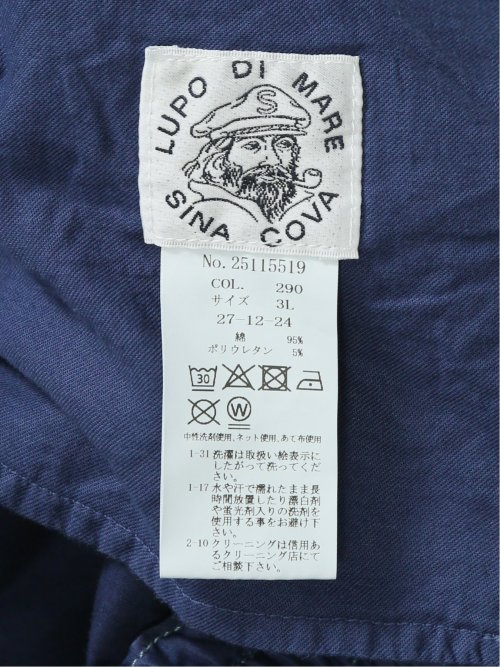 LUPO DI MARE
S
SINA COVA
No. 25115519
COL. 290
サイズ 3L
27-12-24
綿 95%
ポリウレタン 5%
30
W
中性洗剤使用、ネット使用、あて布使用
1-31 洗濯は取扱い絵表示に
したがって洗ってくださ
い。
1-17 水や汗で濡れたまま長
時間放置したり漂白剤
や蛍光剤入りの洗剤を
使用する事をお避け下
さい。
2-10 クリーニングは信用あ
るクリーニング店にて
ご相談下さい。